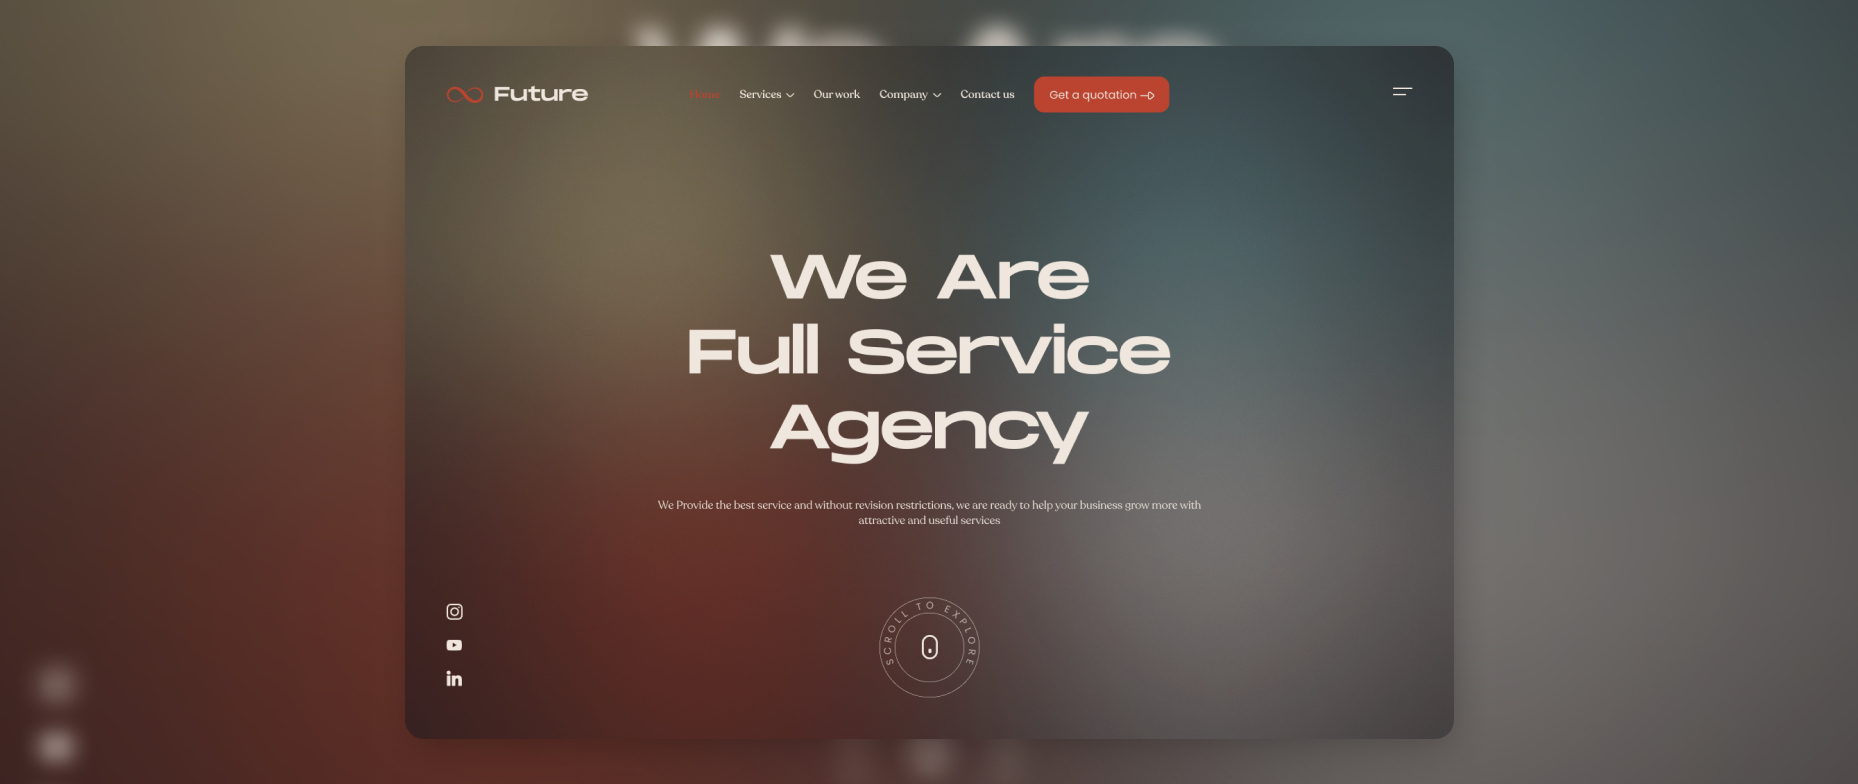 Future
Home
Services
Our work
Company
Contact us
Get a quotation
We Are
Full Service
Agency
We Provide the best service and without revision restrictions, we are ready to help your business grow more with
attractive and useful services
in
SCROLL TO EXPLORE